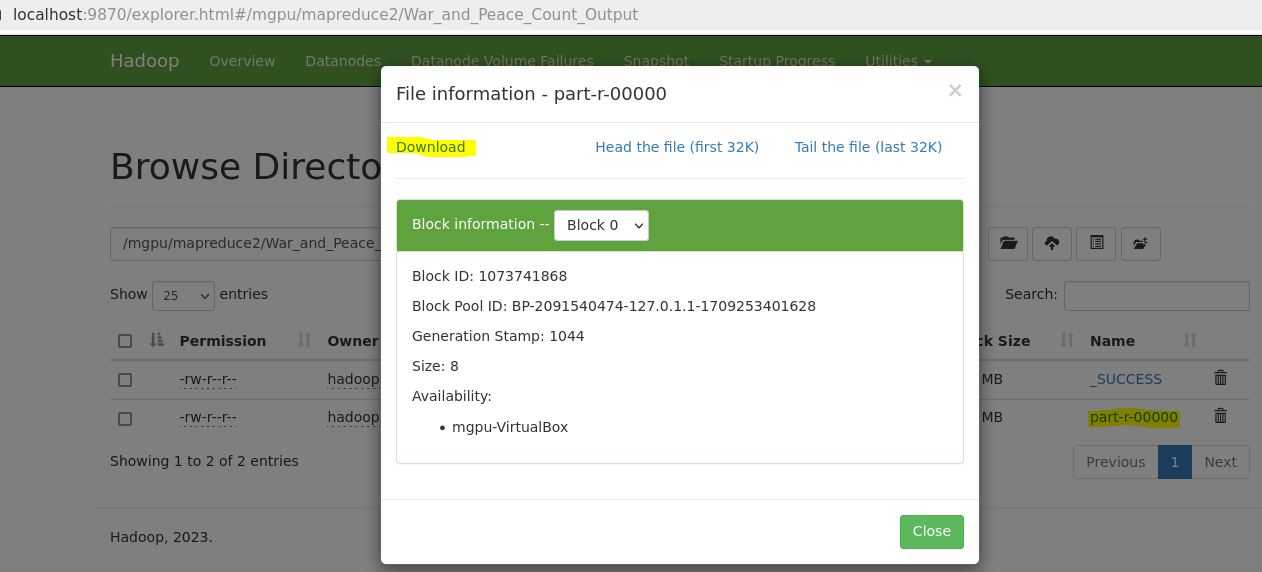 localhost:9870/explorer.html#/mgpu/mapreduce2/War_and_Peace_Count_Output
Hadoop Overview Datanodes Datanode Volume Failures Snapshot Startup Progress Utilities
File information - part-r-00000 ×
Download Head the file (first 32K) Tail the file (last 32K)
Browse Directo
Block information -- Block 0
/mgpu/mapreduce2/War_and_Peace_
Block ID: 1073741868
Block Pool ID: BP-2091540474-127.0.1.1-1709253401628
Generation Stamp: 1044
Size: 8
Availability:
• mgpu-VirtualBox
Show 25 entries
Search:
Permission Owner ck Size Name
-rw-r--r-- hadoop MB _SUCCESS
-rw-r--r-- hadoop MB part-r-00000
Showing 1 to 2 of 2 entries
Previous 1 Next
Close
Hadoop, 2023.